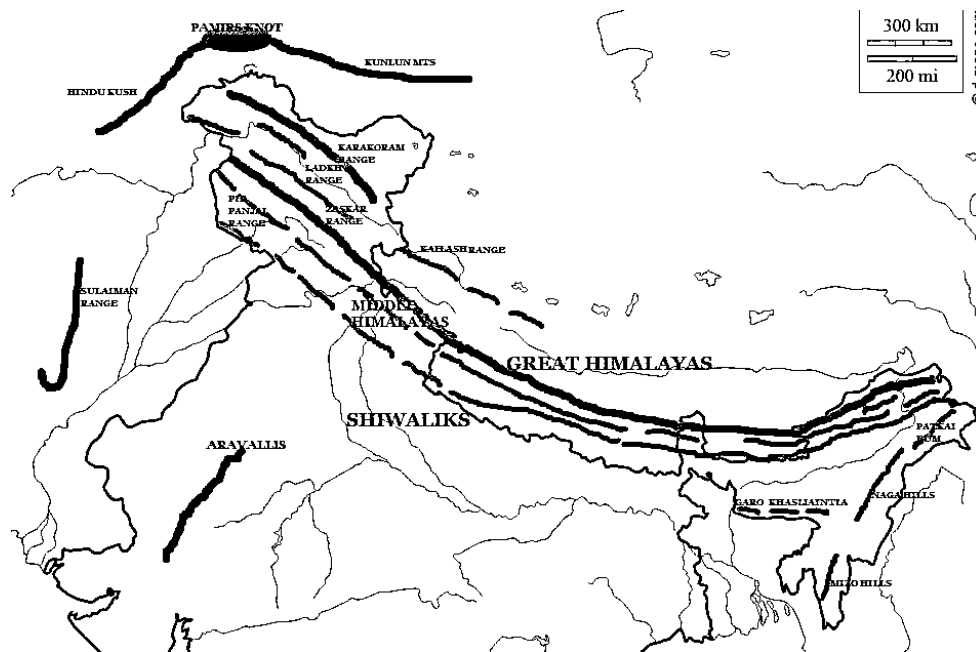 PAMIRS KNOT
300 km
200 mi
KUNLUN MTS
HINDU KUSH
KARAKORAM
RANGE
LADKH
RANGE
PIR
PANJAL
RANGE
ZASKAR
RANGE
KAILASH RANGE
SULAIMAN
RANGE
MIDDLE
HIMALAYAS
GREAT HIMALAYAS
SHIWALIKS
ARAVALLIS
PATKAI
BUM
NAGA HILLS
GARO KHASI JAYNTIA
MIZO HILLS